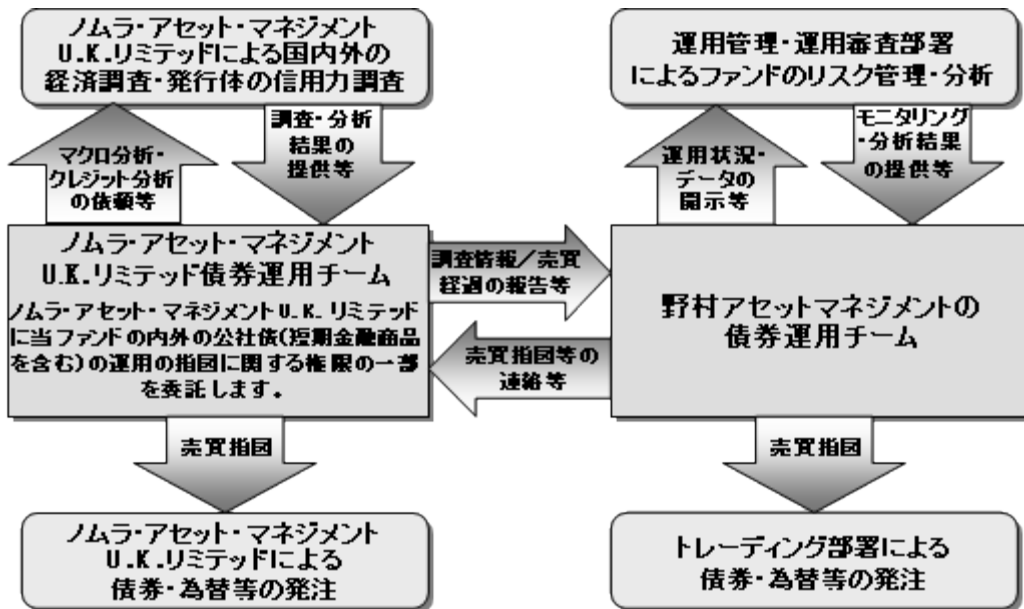 ノムラ・アセット・マネジメント
U.K.リミテッドによる国内外の
経済調査・発行体の信用力調査
運用管理・運用審査部署
によるファンドのリスク管理・分析
マクロ分析・
クレジット分析
の依頼等
調査・分析
結果の
提供等
運用状況・
データの
開示等
モニタリング
・分析結果
の提供等
ノムラ・アセット・マネジメント
U.K.リミテッド債券運用チーム
ノムラ・アセット・マネジメントU.K.リミテッド
に当ファンドの内外の公社債(短期金融商品
を含む)の運用の指図に関する権限の一部
を委託します。
調査情報／売買
経過の報告等
売買指図等の
連絡等
野村アセットマネジメントの
債券運用チーム
売買指図
売買指図
ノムラ・アセット・マネジメント
U.K.リミテッドによる
債券・為替等の発注
トレーディング部署による
債券・為替等の発注